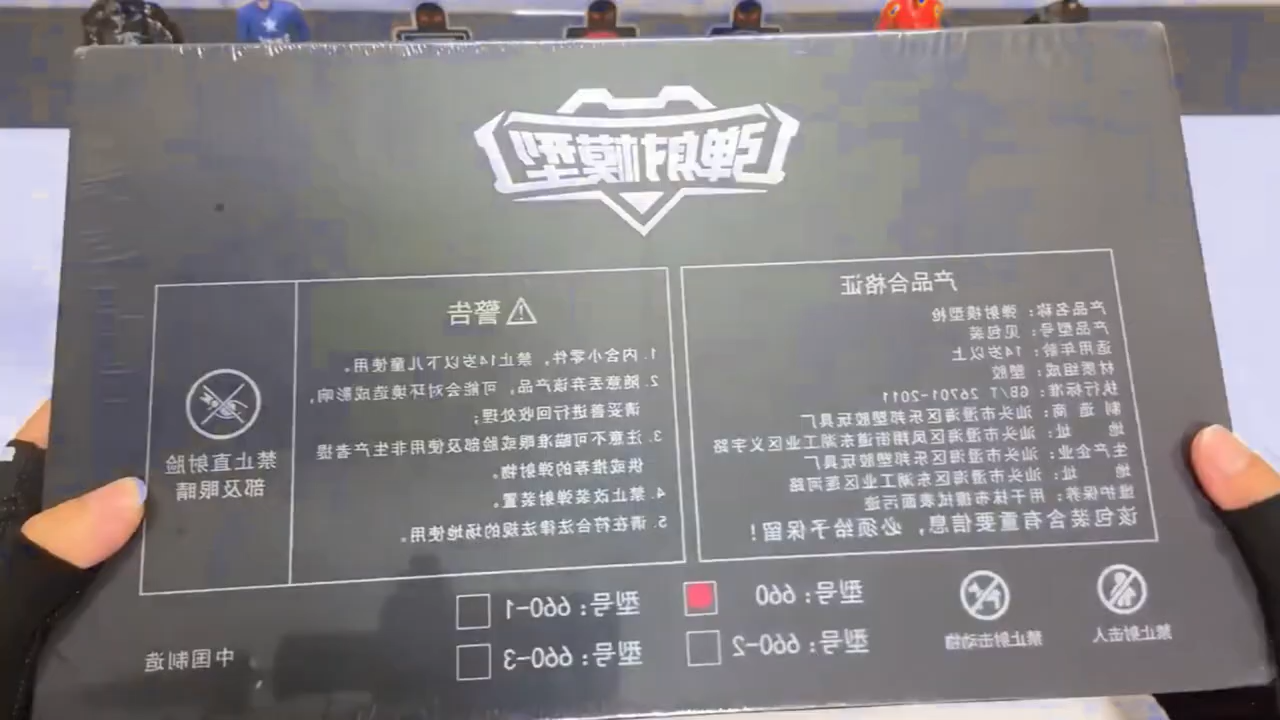 弹射模型
产品合格证
产品名称：弹射模型枪
产品型号：见包装
适用年龄：14岁以上
材质组成：塑胶
执行标准：GB/T 26701-2011
制 造 商：汕头市澄海区乐邦塑胶玩具厂
地 址：汕头市澄海区凤翔街道东湖工业区义字路
生产企业：汕头市澄海区乐邦塑胶玩具厂
地 址：汕头市澄海区东湖工业区莲河路
维护保养：用干抹布擦拭表面污迹
该包装含有重要信息，必须给予保留！
警告
1. 内含小零件，禁止14岁以下儿童使用。
2. 随意丢弃该产品，可能会对环境造成影响，
请妥善进行回收处理；
3. 注意不可瞄准眼或脸部及使用非生产者提
供或推荐的弹射物。
4. 禁止改装弹射装置。
5. 请在符合法律法规的场地使用。
禁止直射脸
部及眼睛
禁止射击人
禁止射击动物
型号：660
型号：660-1
型号：660-2
型号：660-3
中国制造